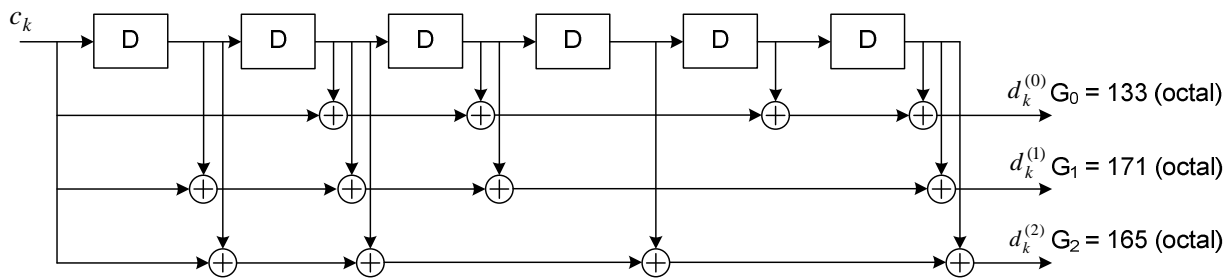 c_k
D D D D D D
d_k^{(0)} G₀ = 133 (octal)
d_k^{(1)} G₁ = 171 (octal)
d_k^{(2)} G₂ = 165 (octal)